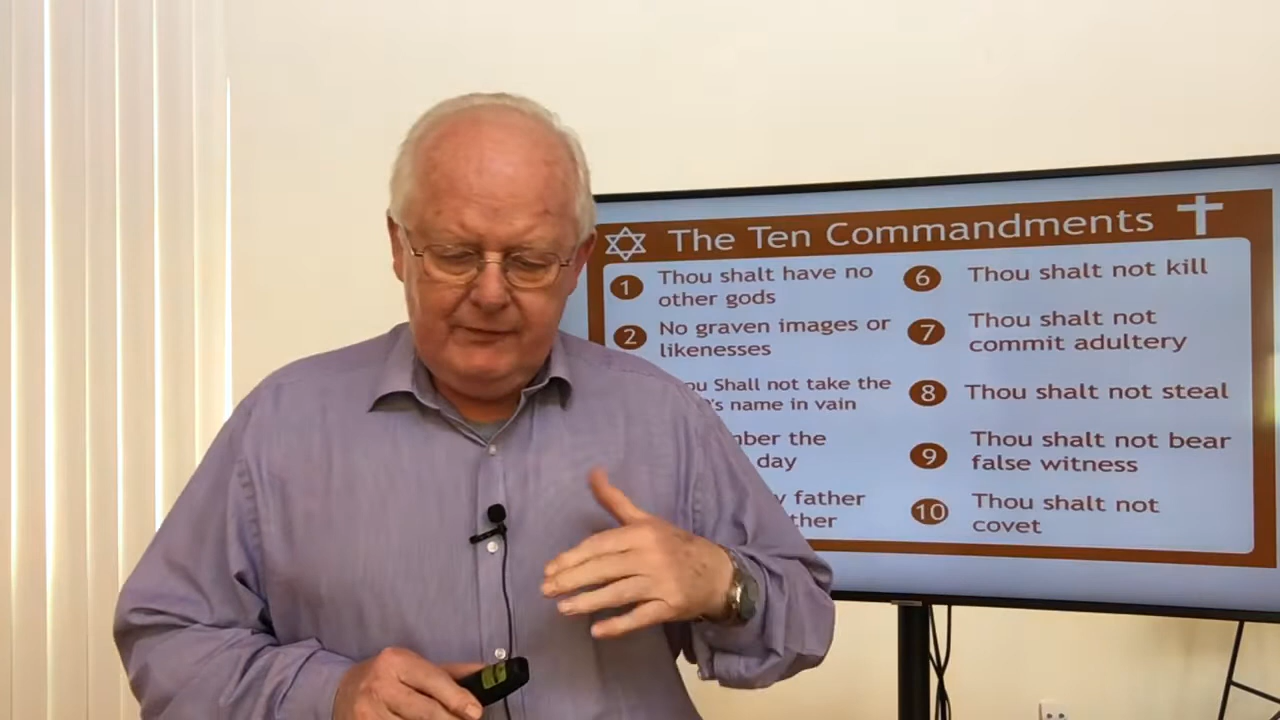 The Ten Commandments
1
Thou shalt have no
other gods
2
No graven images or
likenesses
Shall not take the
name in vain
the
day
father
6
Thou shalt not kill
7
Thou shalt not
commit adultery
8
Thou shalt not steal
9
Thou shalt not bear
false witness
10
Thou shalt not
covet